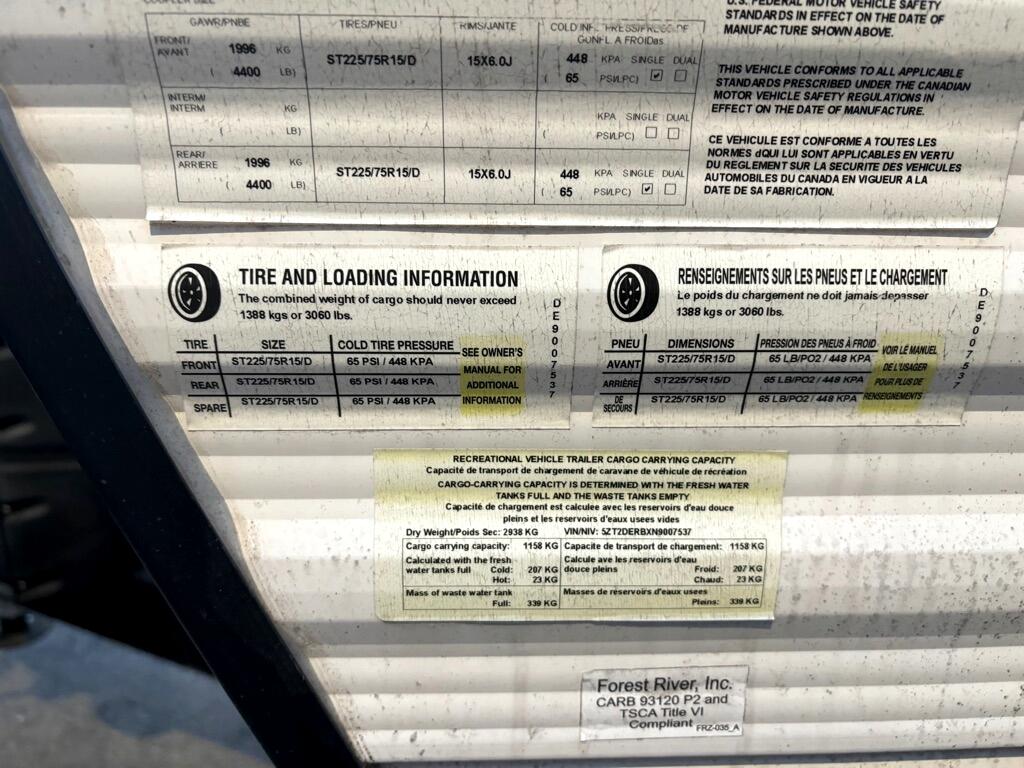 COUPLER SIZE
GAWR/PNBE TIRES/PNEU RIMS/JANTE COLD INFL. PRESS/PRESS. DE
GONFL A FROIDas
FRONT/
AVANT 1996 KG ST225/75R15/D 15X6.0J 448 KPA SINGLE DUAL
( 4400 LB) ( 65 PSI/LPC) ✔
INTERM/
INTERM KG KPA SINGLE DUAL
( LB) ( PSI/LPC)
REAR/
ARRIERE 1996 KG ST225/75R15/D 15X6.0J 448 KPA SINGLE DUAL
( 4400 LB) ( 65 PSI/LPC) ✔
U.S. FEDERAL MOTOR VEHICLE SAFETY
STANDARDS IN EFFECT ON THE DATE OF
MANUFACTURE SHOWN ABOVE.
THIS VEHICLE CONFORMS TO ALL APPLICABLE
STANDARDS PRESCRIBED UNDER THE CANADIAN
MOTOR VEHICLE SAFETY REGULATIONS IN
EFFECT ON THE DATE OF MANUFACTURE.
CE VEHICULE EST CONFORME A TOUTES LES
NORMES dQUI LUI SONT APPLICABLES EN VERTU
DU REGLEMENT SUR LA SECURITE DES VEHICLES
AUTOMOBILES DU CANADA EN VIGUEUR A LA
DATE DE SA FABRICATION.
TIRE AND LOADING INFORMATION
The combined weight of cargo should never exceed
1388 kgs or 3060 lbs.
TIRE SIZE COLD TIRE PRESSURE
FRONT ST225/75R15/D 65 PSI / 448 KPA
REAR ST225/75R15/D 65 PSI / 448 KPA
SPARE ST225/75R15/D 65 PSI / 448 KPA
SEE OWNER'S
MANUAL FOR
ADDITIONAL
INFORMATION
DE9007537
RENSEIGNEMENTS SUR LES PNEUS ET LE CHARGEMENT
Le poids du chargement ne doit jamais depasser
1388 kgs or 3060 lbs.
PNEU DIMENSIONS PRESSION DES PNEUS À FROID
AVANT ST225/75R15/D 65 LB/PO2 / 448 KPA
ARRIÈRE ST225/75R15/D 65 LB/PO2 / 448 KPA
DE
SECOURS ST225/75R15/D 65 LB/PO2 / 448 KPA
VOIR LE MANUEL
DE L'USAGER
POUR PLUS DE
RENSEIGNEMENTS
DE9007537
RECREATIONAL VEHICLE TRAILER CARGO CARRYING CAPACITY
Capacité de transport de chargement de caravane de véhicule de récréation
CARGO-CARRYING CAPACITY IS DETERMINED WITH THE FRESH WATER
TANKS FULL AND THE WASTE TANKS EMPTY
Capacité de chargement est calculée avec les reservoirs d'eau douce
pleins et les reservoirs d'eaux usees vides
Dry Weight/Poids Sec: 2938 KG VIN/NIV: 5ZT2DERBXN9007537
Cargo carrying capacity: 1158 KG Capacite de transport de chargement: 1158 KG
Calculated with the fresh Calcule ave les reservoirs d'eau
water tanks full Cold: 207 KG douce pleins Froid: 207 KG
Hot: 23 KG Chaud: 23 KG
Mass of waste water tank Masses de réservoirs d'eaux usees
Full: 339 KG Pleins: 339 KG
Forest River, Inc.
CARB 93120 P2 and
TSCA Title VI
Compliant FRZ-035_A